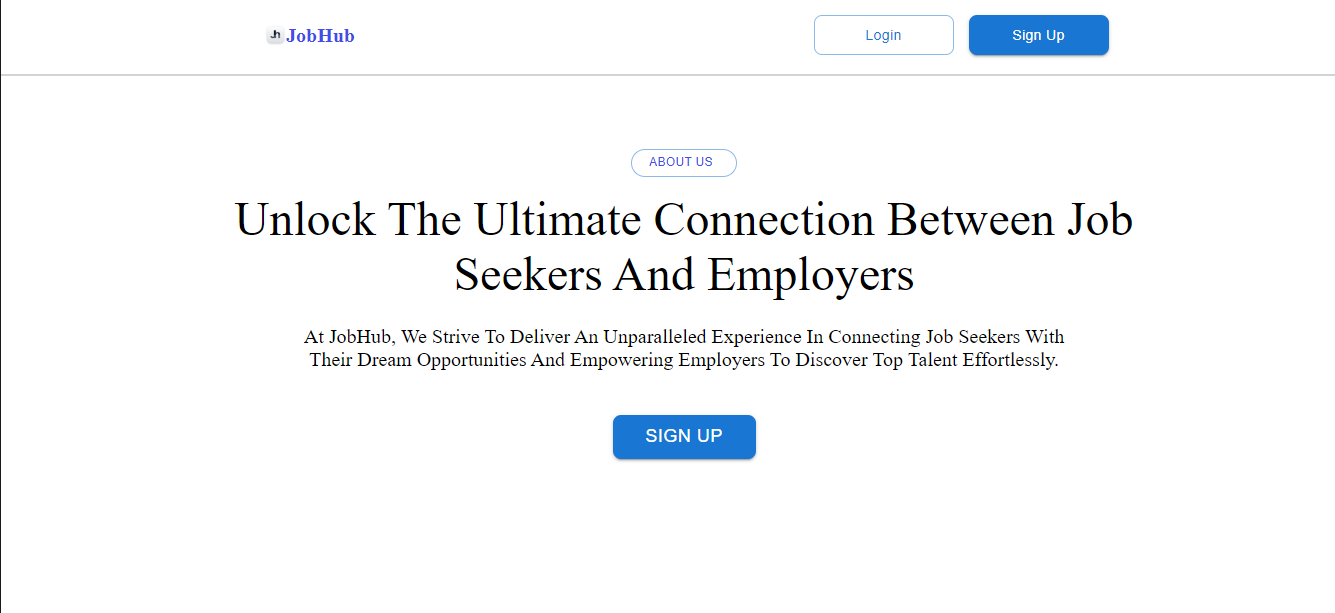 Jh JobHub
Login
Sign Up
ABOUT US
Unlock The Ultimate Connection Between Job
Seekers And Employers
At JobHub, We Strive To Deliver An Unparalleled Experience In Connecting Job Seekers With
Their Dream Opportunities And Empowering Employers To Discover Top Talent Effortlessly.
SIGN UP